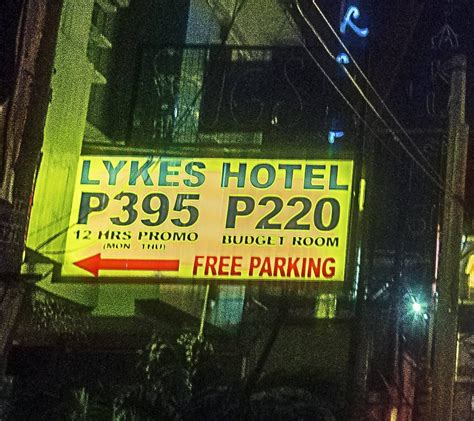 LYKES HOTEL
P395 P220
12 HRS PROMO BUDGET ROOM
(MON THU)
FREE PARKING